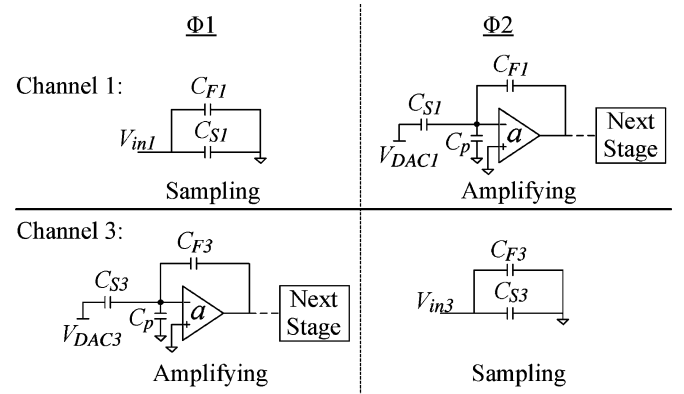 Φ1
Φ2
Channel 1:
C_F1
C_S1
V_in1
Sampling
C_F1
C_S1
C_p
a
−
+
V_DAC1
Next
Stage
Amplifying
Channel 3:
C_F3
C_S3
C_p
a
−
+
V_DAC3
Next
Stage
Amplifying
C_F3
C_S3
V_in3
Sampling